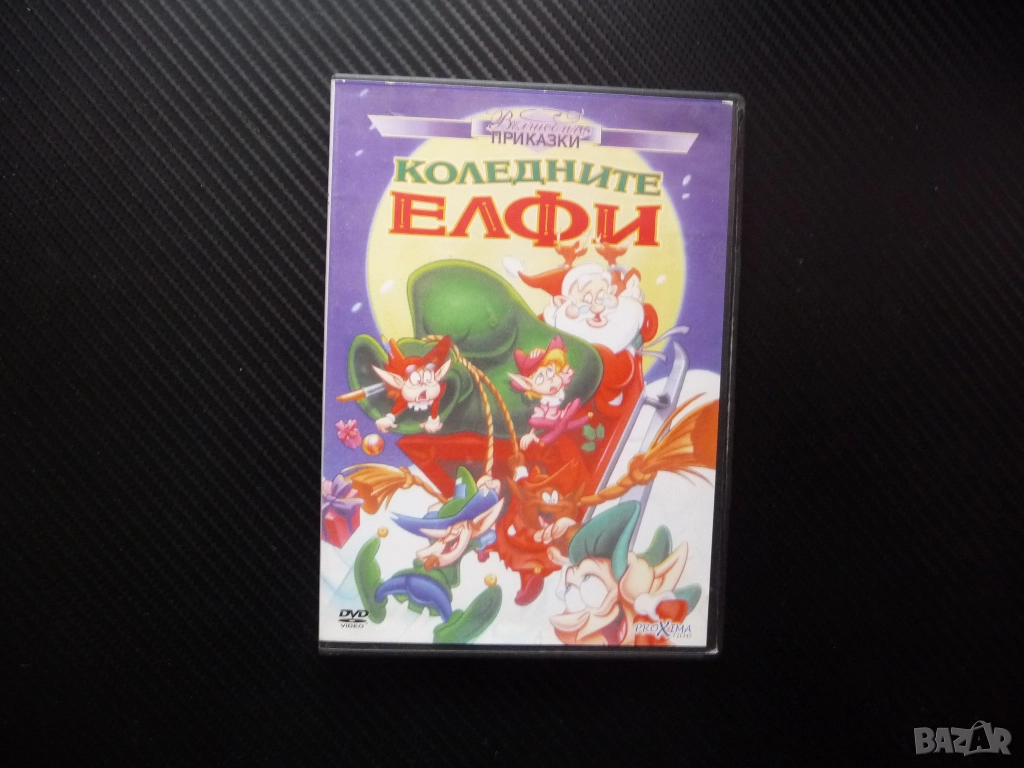 Вълшебни
ПРИКАЗКИ
КОЛЕДНИТЕ
ЕЛФИ
DVD
VIDEO
PROXIMA
BAZAR